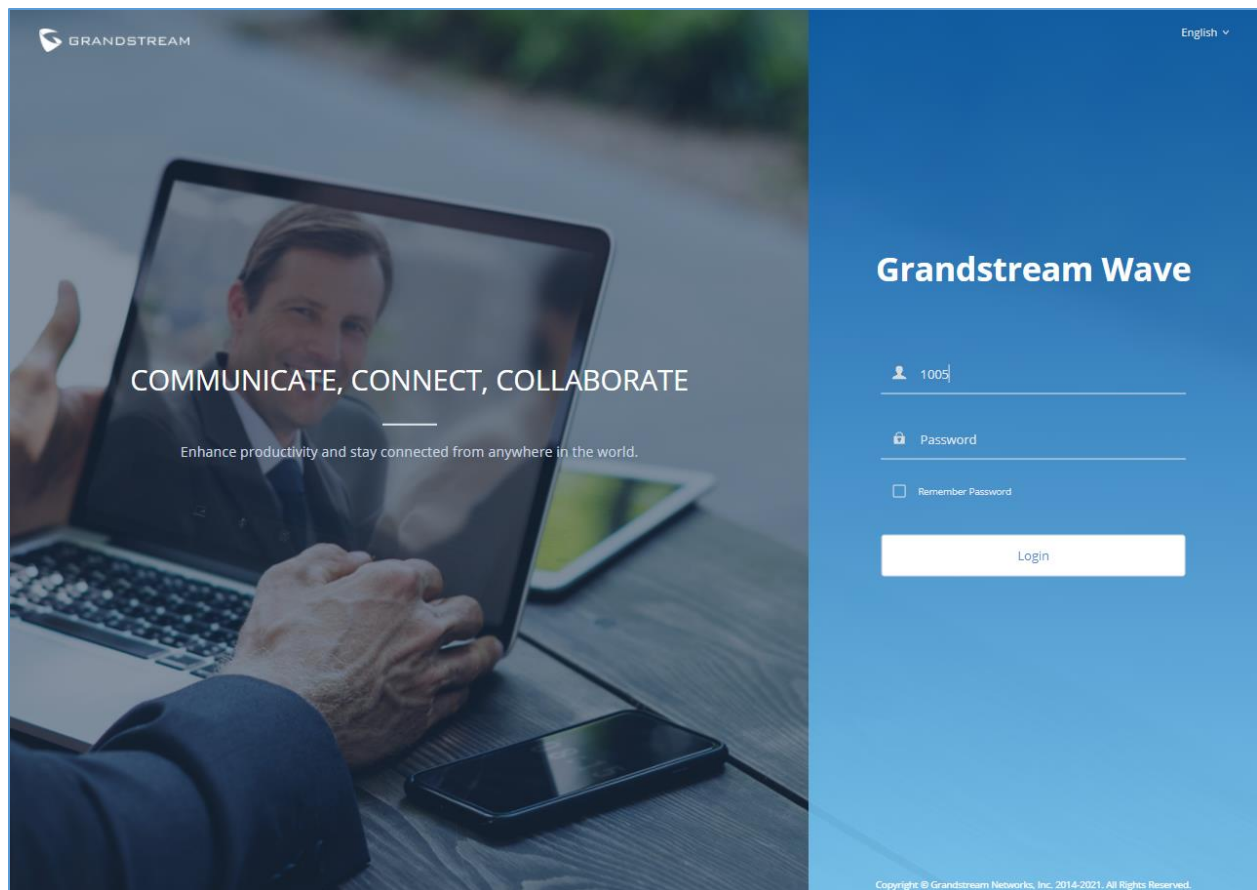 GRANDSTREAM
English
COMMUNICATE, CONNECT, COLLABORATE
Enhance productivity and stay connected from anywhere in the world.
Grandstream Wave
1005
Password
Remember Password
Login
Copyright © Grandstream Networks, Inc. 2014-2021. All Rights Reserved.